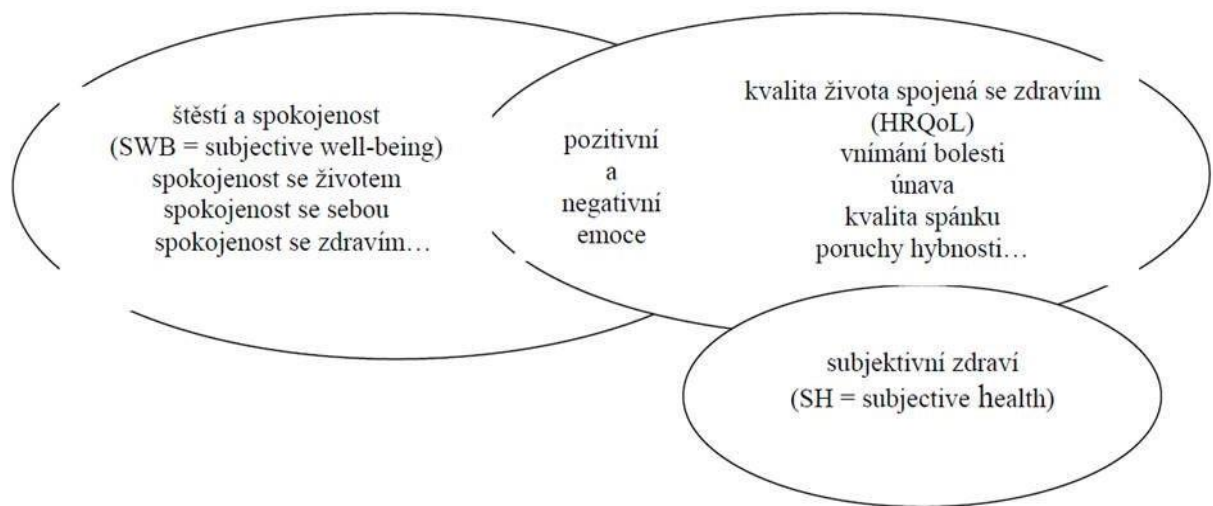 štěstí a spokojenost
(SWB = subjective well-being)
spokojenost se životem
spokojenost se sebou
spokojenost se zdravím…
pozitivní
a
negativní
emoce
kvalita života spojená se zdravím
(HRQoL)
vnímání bolesti
únava
kvalita spánku
poruchy hybnosti…
subjektivní zdraví
(SH = subjective health)